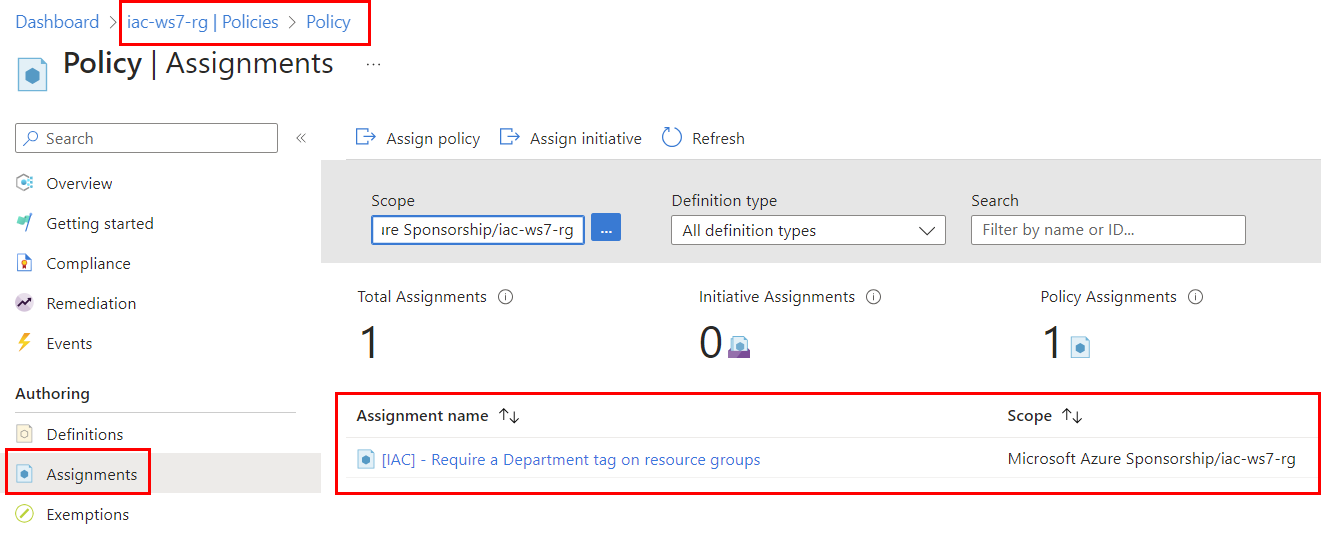 Dashboard > iac-ws7-rg | Policies > Policy
Policy | Assignments ...
Search «
Overview
Getting started
Compliance
Remediation
Events
Authoring
Definitions
Assignments
Exemptions
Assign policy Assign initiative Refresh
Scope Definition type Search
ure Sponsorship/iac-ws7-rg ... All definition types Filter by name or ID...
Total Assignments Initiative Assignments Policy Assignments
1 0 1
Assignment name ↑↓ Scope ↑↓
[IAC] - Require a Department tag on resource groups Microsoft Azure Sponsorship/iac-ws7-rg